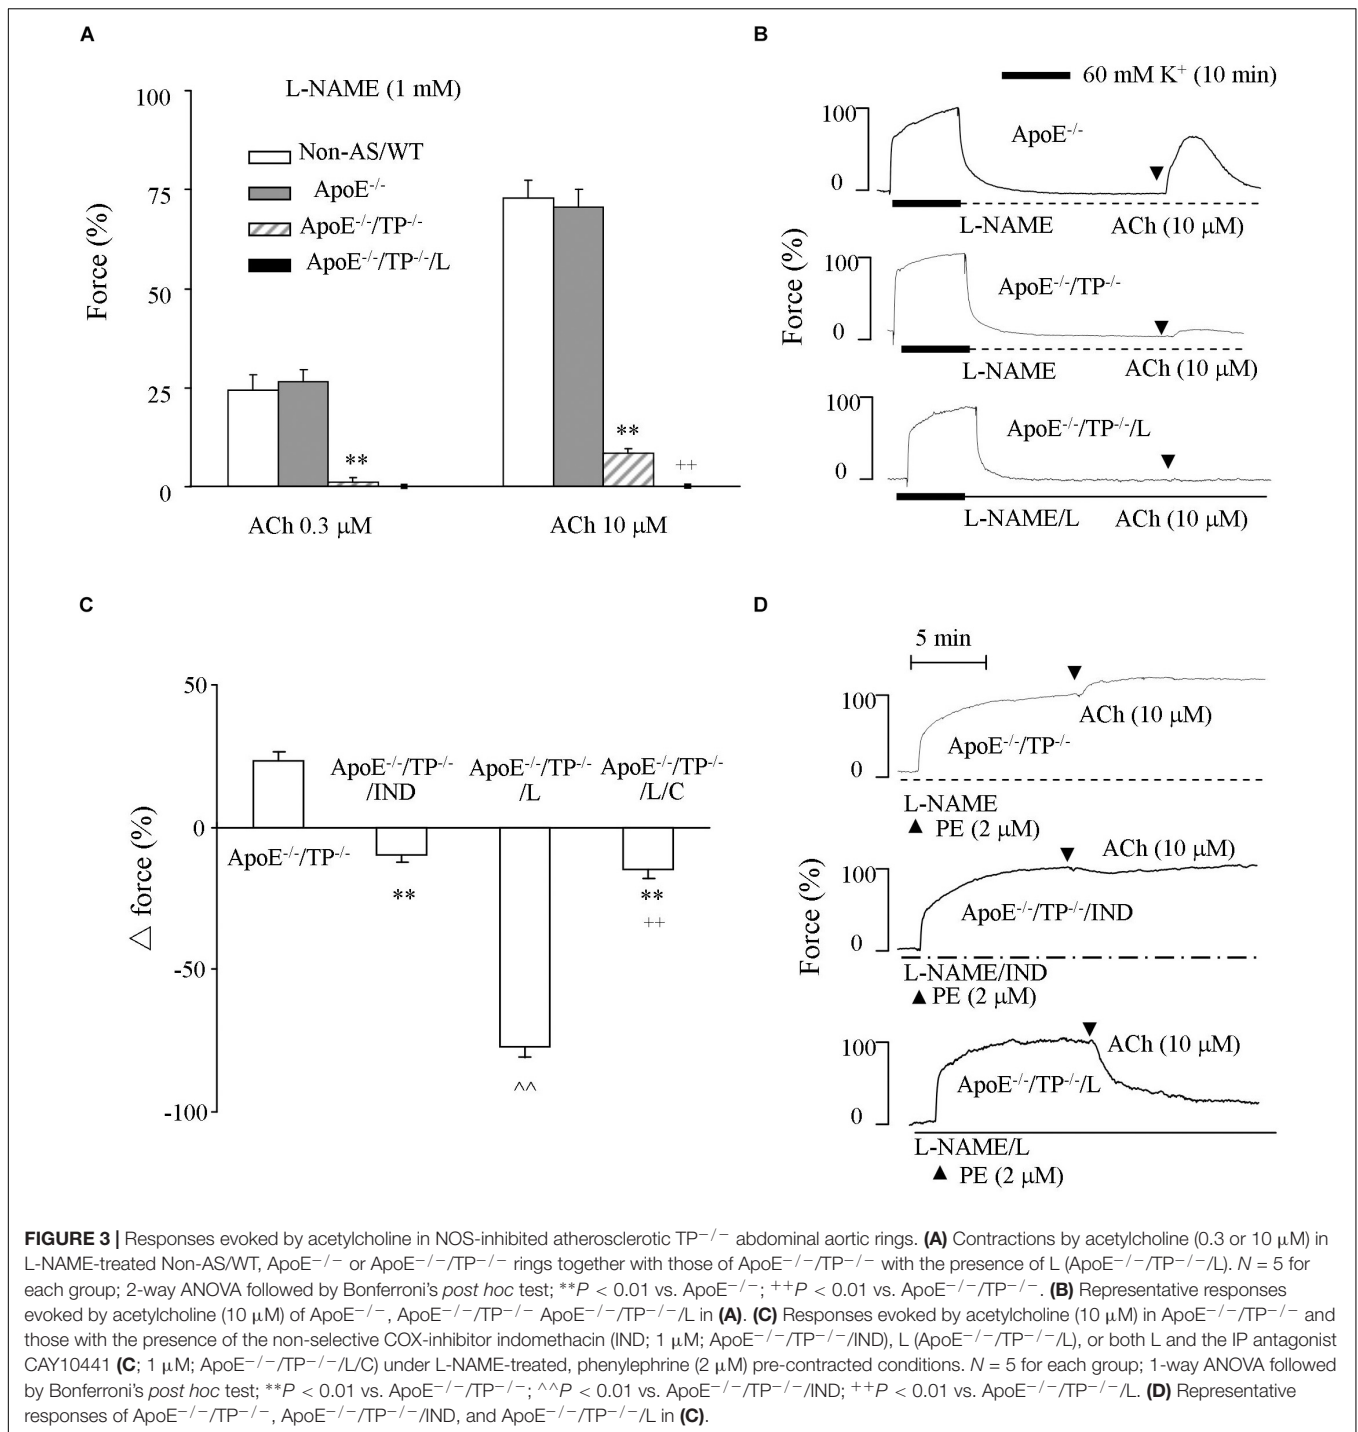 A
L-NAME (1 mM)
100
75
50
25
0
Force (%)
Non-AS/WT
ApoE-/-
ApoE-/-/TP-/-
ApoE-/-/TP-/-/L
**
**
++
ACh 0.3 μM
ACh 10 μM
B
60 mM K+ (10 min)
Force (%)
100
0
ApoE-/-
L-NAME
ACh (10 μM)
100
0
ApoE-/-/TP-/-
L-NAME
ACh (10 μM)
100
0
ApoE-/-/TP-/-/L
L-NAME/L
ACh (10 μM)
C
50
0
-50
-100
△ force (%)
ApoE-/-/TP-/-
ApoE-/-/TP-/-
/IND
ApoE-/-/TP-/-
/L
ApoE-/-/TP-/-
/L/C
**
^^
**
++
D
5 min
Force (%)
100
0
ACh (10 μM)
ApoE-/-/TP-/-
L-NAME
▲ PE (2 μM)
100
0
ACh (10 μM)
ApoE-/-/TP-/-/IND
L-NAME/IND
▲ PE (2 μM)
100
0
ACh (10 μM)
ApoE-/-/TP-/-/L
L-NAME/L
▲ PE (2 μM)
FIGURE 3 | Responses evoked by acetylcholine in NOS-inhibited atherosclerotic TP−/− abdominal aortic rings. (A) Contractions by acetylcholine (0.3 or 10 μM) in
L-NAME-treated Non-AS/WT, ApoE−/− or ApoE−/−/TP−/− rings together with those of ApoE−/−/TP−/− with the presence of L (ApoE−/−/TP−/−/L). N = 5 for
each group; 2-way ANOVA followed by Bonferroni's post hoc test; **P < 0.01 vs. ApoE−/−; ++P < 0.01 vs. ApoE−/−/TP−/−. (B) Representative responses
evoked by acetylcholine (10 μM) of ApoE−/−, ApoE−/−/TP−/− ApoE−/−/TP−/−/L in (A). (C) Responses evoked by acetylcholine (10 μM) in ApoE−/−/TP−/− and
those with the presence of the non-selective COX-inhibitor indomethacin (IND; 1 μM; ApoE−/−/TP−/−/IND), L (ApoE−/−/TP−/−/L), or both L and the IP antagonist
CAY10441 (C; 1 μM; ApoE−/−/TP−/−/L/C) under L-NAME-treated, phenylephrine (2 μM) pre-contracted conditions. N = 5 for each group; 1-way ANOVA followed
by Bonferroni's post hoc test; **P < 0.01 vs. ApoE−/−/TP−/−; ^^P < 0.01 vs. ApoE−/−/TP−/−/IND; ++P < 0.01 vs. ApoE−/−/TP−/−/L. (D) Representative
responses of ApoE−/−/TP−/−, ApoE−/−/TP−/−/IND, and ApoE−/−/TP−/−/L in (C).